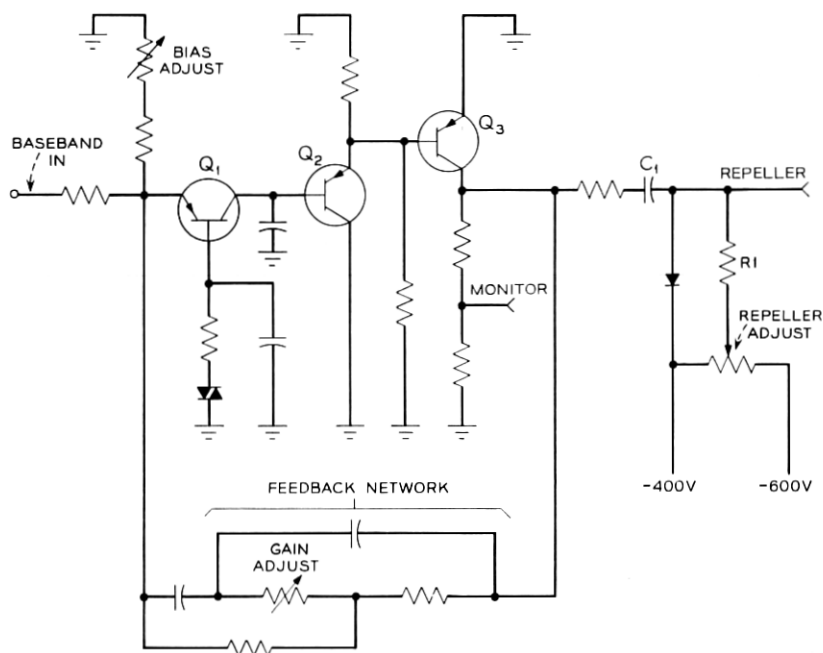 BIAS
ADJUST
BASEBAND
IN
Q1
Q2
Q3
C1
REPELLER
R1
MONITOR
REPELLER
ADJUST
-400V
-600V
FEEDBACK NETWORK
GAIN
ADJUST